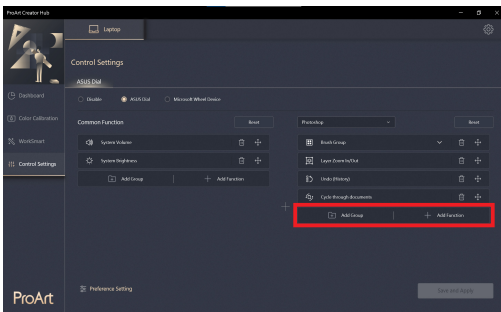 ProArt Creator Hub
Laptop
Control Settings
ASUS Dial
Disable
ASUS Dial
Microsoft Wheel Device
Dashboard
Color Calibration
WorkSmart
Control Settings
Common Function
Reset
System Volume
System Brightness
Add Group
Add Function
Photoshop
Reset
Brush Group
Layer Zoom In/Out
Undo (History)
Cycle through documents
Add Group
Add Function
Preference Setting
Save and Apply
ProArt